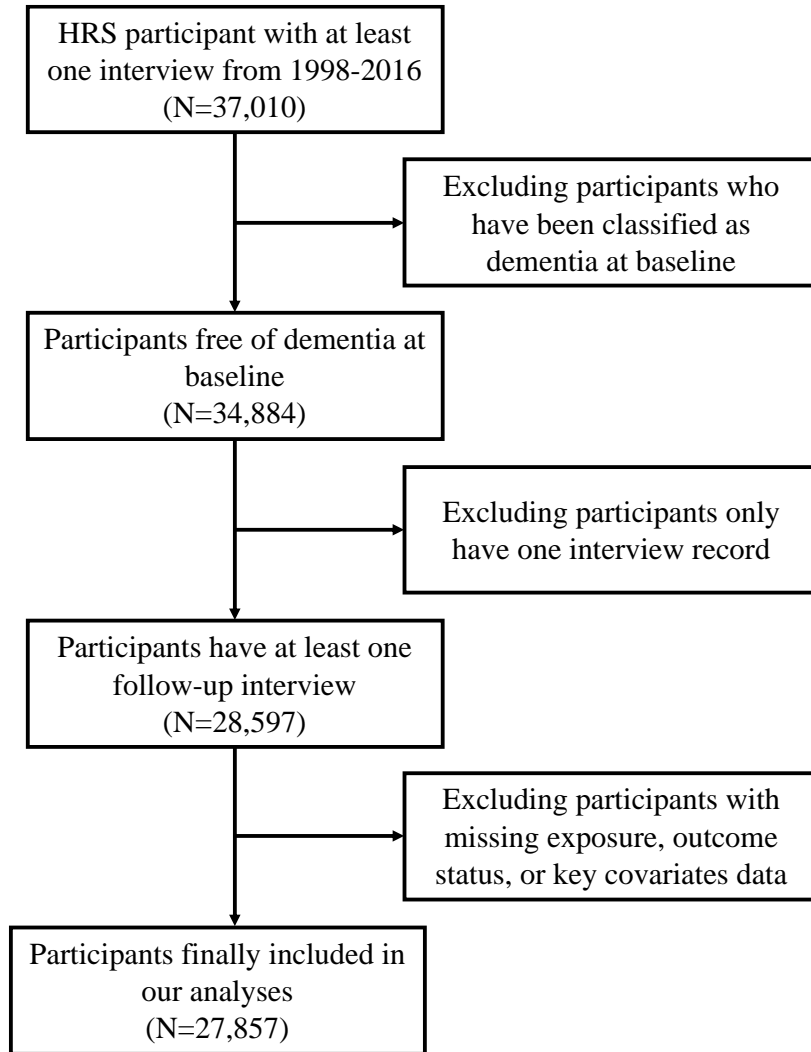 HRS participant with at least
one interview from 1998-2016
(N=37,010)
Excluding participants who
have been classified as
dementia at baseline
Participants free of dementia at
baseline
(N=34,884)
Excluding participants only
have one interview record
Participants have at least one
follow-up interview
(N=28,597)
Excluding participants with
missing exposure, outcome
status, or key covariates data
Participants finally included in
our analyses
(N=27,857)